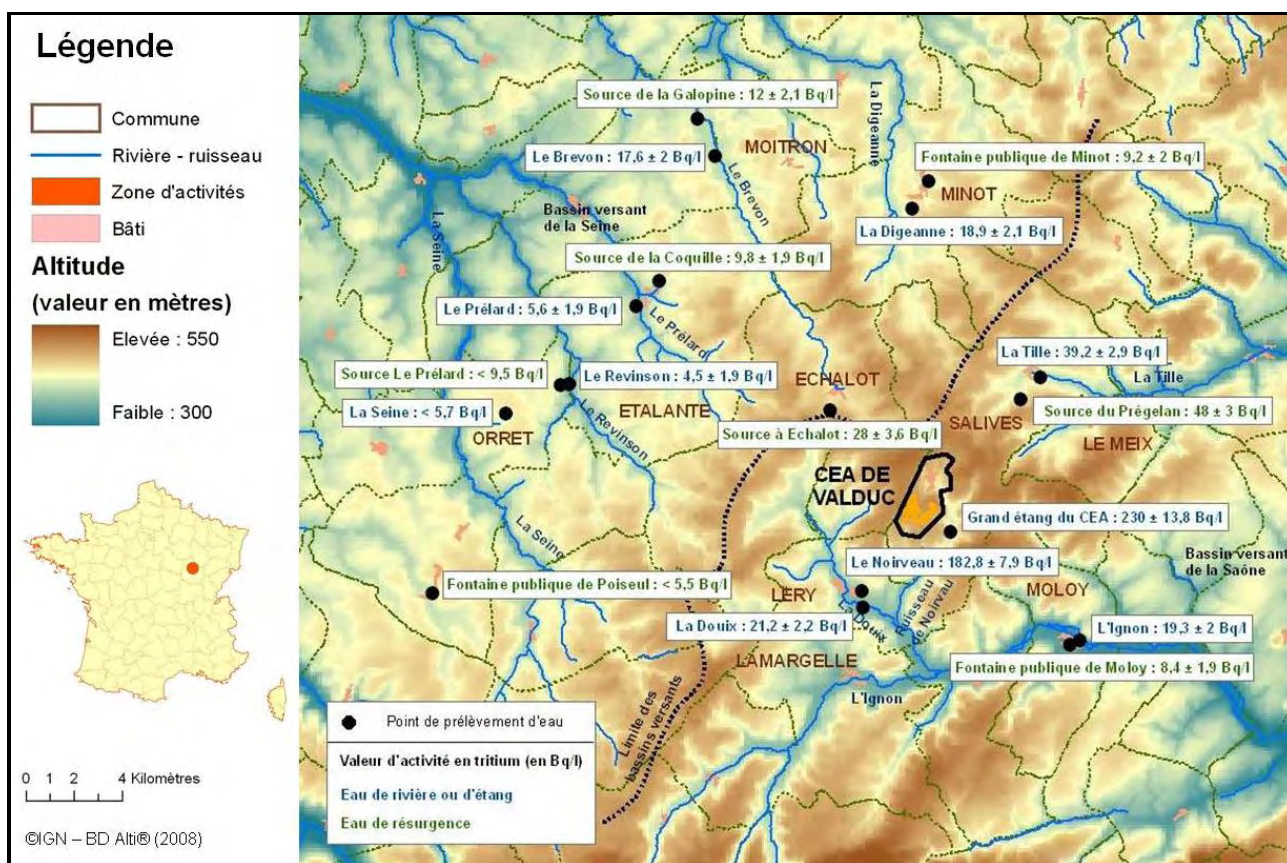 Légende
Commune
Rivière - ruisseau
Zone d'activités
Bâti
Altitude
(valeur en mètres)
Elevée : 550
Faible : 300
0 1 2 4 Kilomètres
©IGN – BD Alti® (2008)
Source de la Galopine : 12 ± 2,1 Bq/l
La Digeanne
MOITRON
Le Brevon : 17,6 ± 2 Bq/l
Fontaine publique de Minot : 9,2 ± 2 Bq/l
Le Brevon
MINOT
Bassin versant
de la Seine
La Seine
La Digeanne : 18,9 ± 2,1 Bq/l
Source de la Coquille : 9,8 ± 1,9 Bq/l
Le Prélard : 5,6 ± 1,9 Bq/l
Le Prélard
La Tille : 39,2 ± 2,9 Bq/l
La Tille
Source Le Prélard : < 9,5 Bq/l
Le Revinson : 4,5 ± 1,9 Bq/l
ECHALOT
La Seine : < 5,7 Bq/l
ETALANTE
Source du Prégelan : 48 ± 3 Bq/l
ORRET
Le Revinson
SALIVES
Source à Echalot : 28 ± 3,6 Bq/l
LE MEIX
CEA DE
VALDUC
Grand étang du CEA : 230 ± 13,8 Bq/l
La Seine
Bassin versant
de la Saône
Le Noirveau : 182,8 ± 7,9 Bq/l
Fontaine publique de Poiseul : < 5,5 Bq/l
LERY
MOLOY
La Douix
Ruisseau
de Noirvau
La Douix : 21,2 ± 2,2 Bq/l
L'Ignon : 19,3 ± 2 Bq/l
LAMARGELLE
Fontaine publique de Moloy : 8,4 ± 1,9 Bq/l
L'Ignon
Limite des
bassins versants
Point de prélèvement d'eau
Valeur d'activité en tritium (en Bq/l)
Eau de rivière ou d'étang
Eau de résurgence